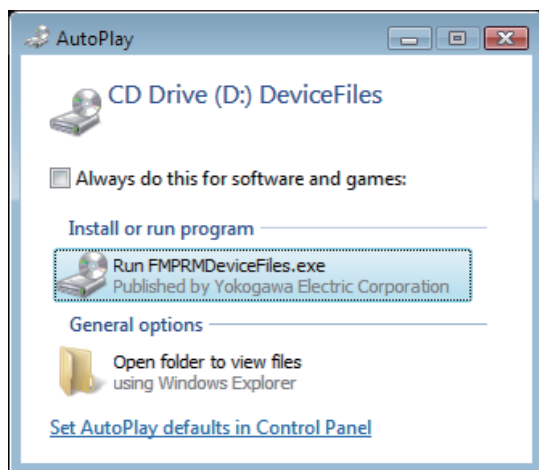 AutoPlay
CD Drive (D:) DeviceFiles
Always do this for software and games:
Install or run program
Run FMPRMDeviceFiles.exe
Published by Yokogawa Electric Corporation
General options
Open folder to view files
using Windows Explorer
Set AutoPlay defaults in Control Panel